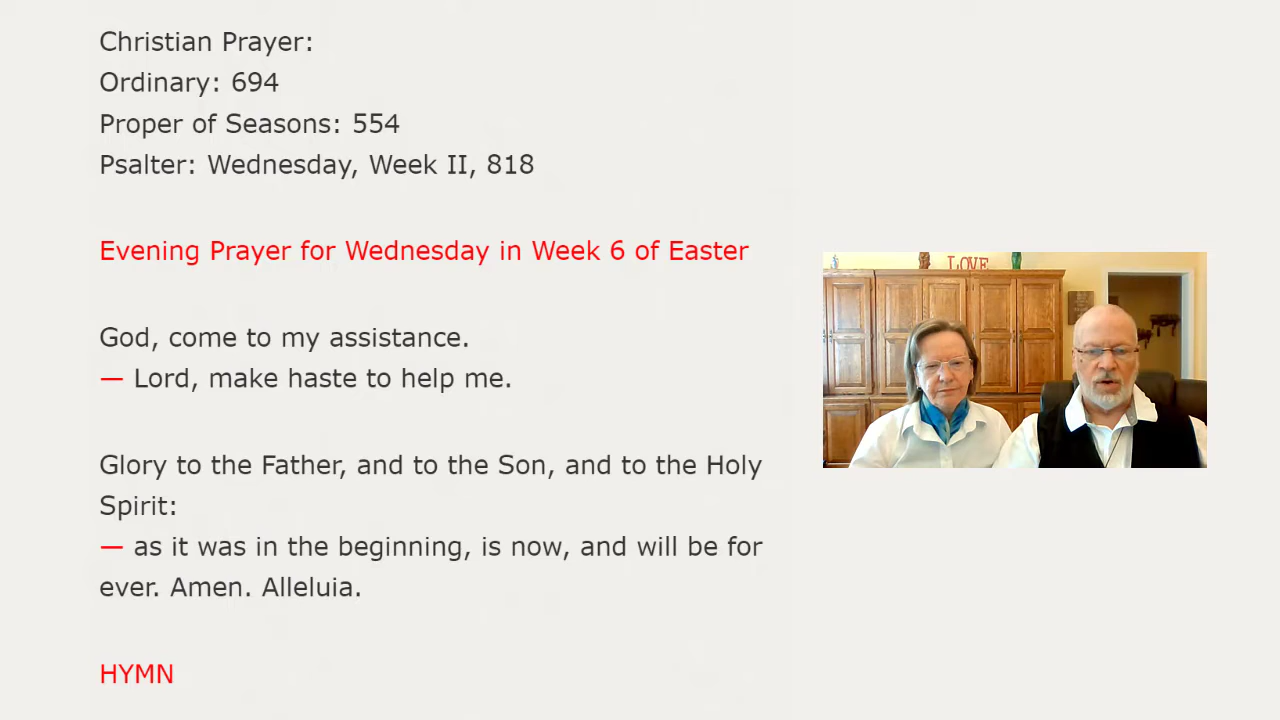 Christian Prayer:
Ordinary: 694
Proper of Seasons: 554
Psalter: Wednesday, Week II, 818
Evening Prayer for Wednesday in Week 6 of Easter
God, come to my assistance.
— Lord, make haste to help me.
Glory to the Father, and to the Son, and to the Holy
Spirit:
— as it was in the beginning, is now, and will be for
ever. Amen. Alleluia.
HYMN
LOVE